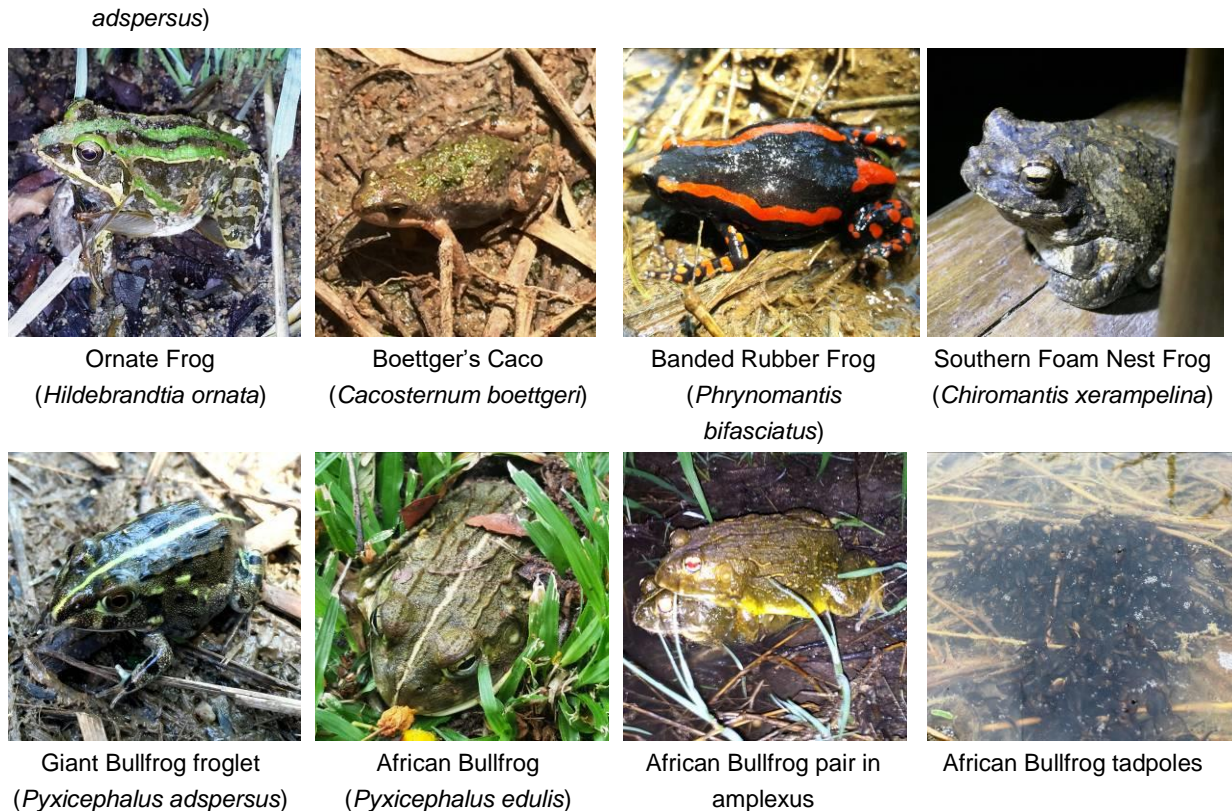 adspersus)
Ornate Frog
(Hildebrandtia ornata)
Boettger’s Caco
(Cacosternum boettgeri)
Banded Rubber Frog
(Phrynomantis
bifasciatus)
Southern Foam Nest Frog
(Chiromantis xerampelina)
Giant Bullfrog froglet
(Pyxicephalus adspersus)
African Bullfrog
(Pyxicephalus edulis)
African Bullfrog pair in
amplexus
African Bullfrog tadpoles